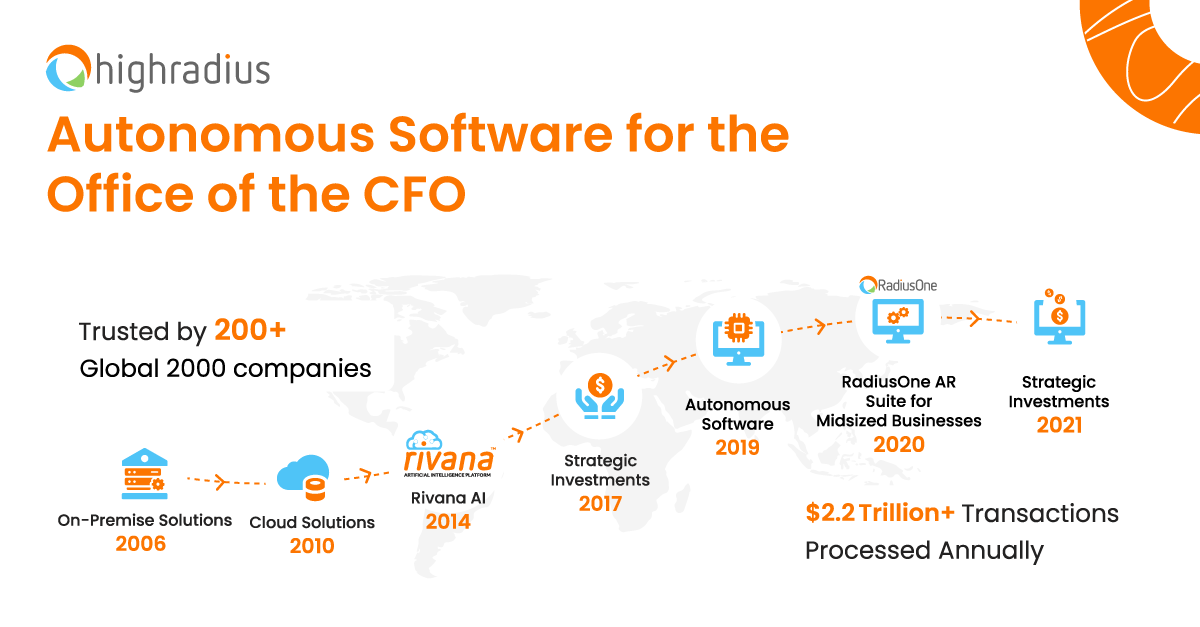 highradius
Autonomous Software for the
Office of the CFO
Trusted by 200+
Global 2000 companies
On-Premise Solutions
2006
Cloud Solutions
2010
rivana™
ARTIFICIAL INTELLIGENCE PLATFORM
Rivana AI
2014
Strategic
Investments
2017
Autonomous
Software
2019
RadiusOne
RadiusOne AR
Suite for
Midsized Businesses
2020
Strategic
Investments
2021
$2.2 Trillion+ Transactions
Processed Annually